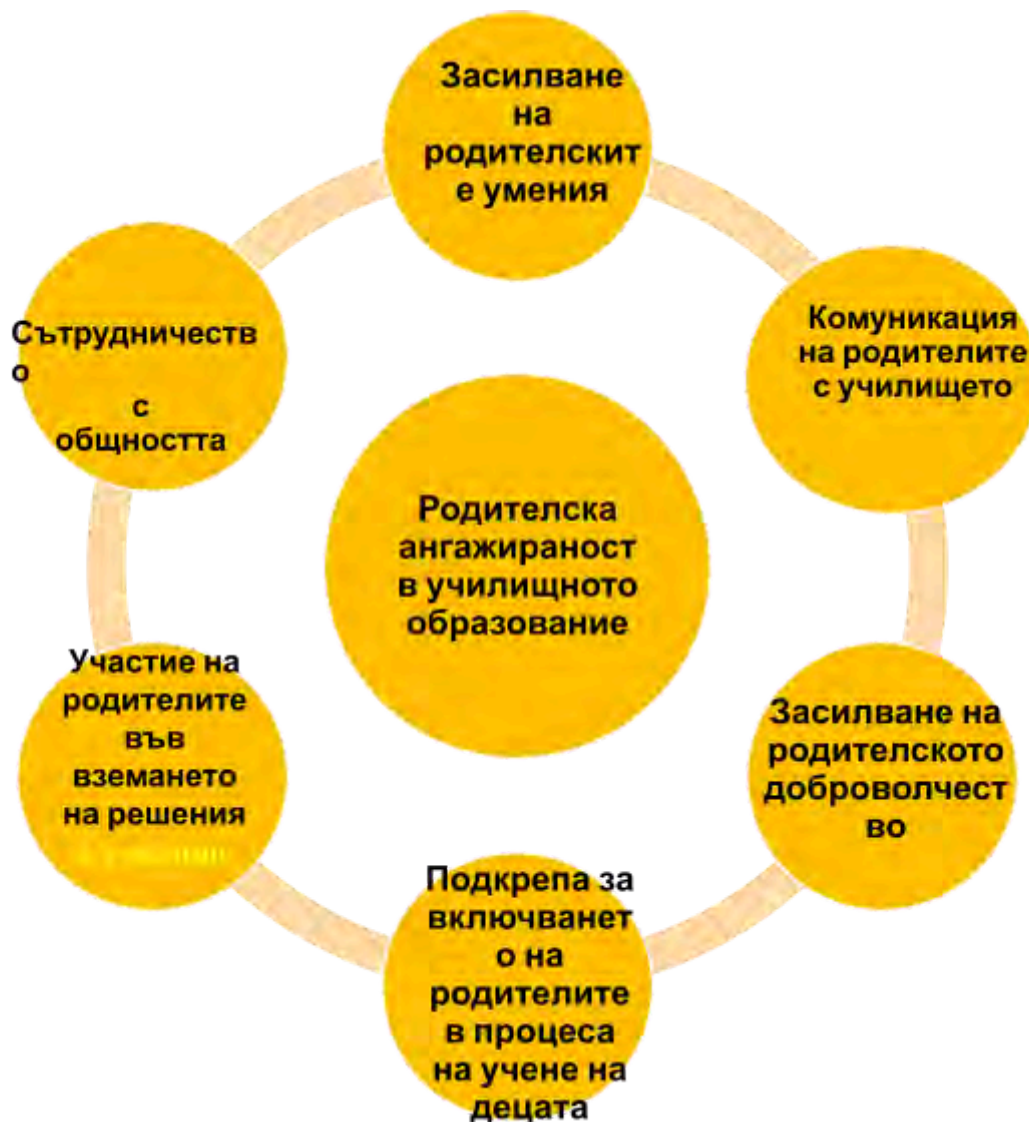 Засилване
на
родителскит
е умения
Комуникация
на родителите
с училището
Засилване на
родителското
доброволчест
во
Подкрепа за
включванет
о на
родителите
в процеса
на учене на
децата
Участие на
родителите
във
вземането
на решения
Сътрудничеств
о
с
общността
Родителска
ангажираност
в училищното
образование